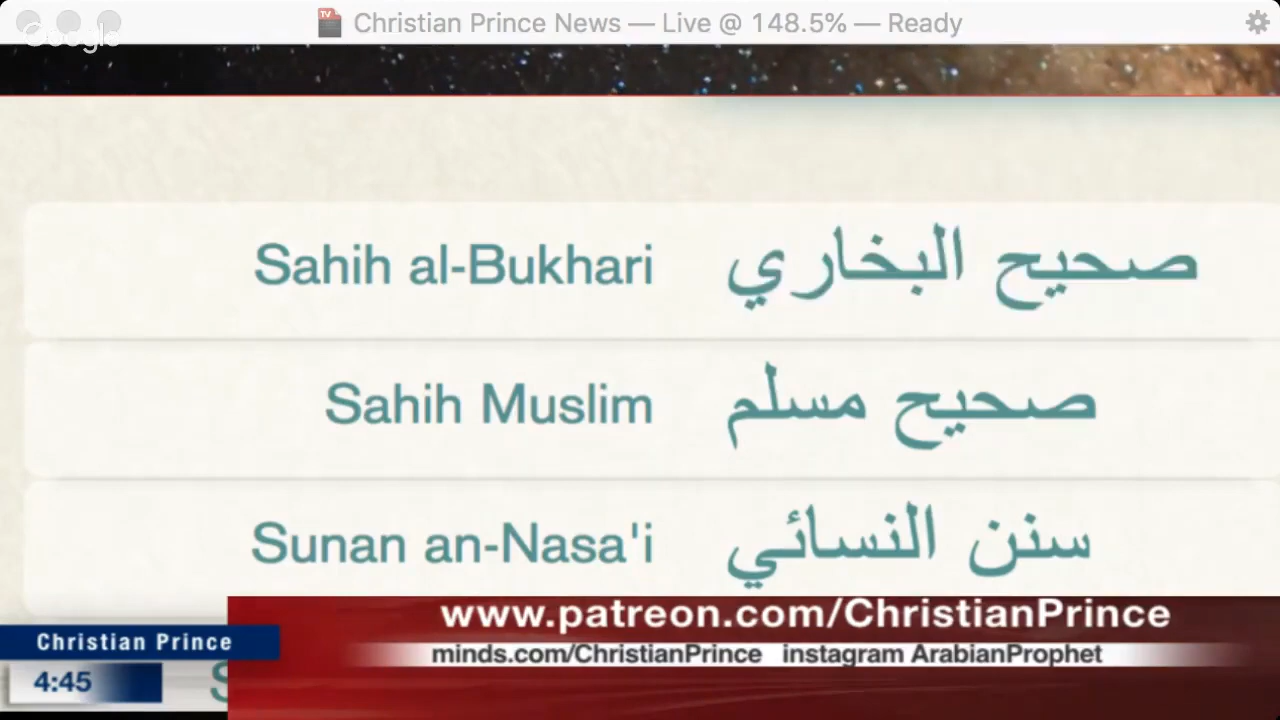 Christian Prince News — Live @ 148.5% — Ready
Google
Sahih al-Bukhari صحيح البخاري
Sahih Muslim صحيح مسلم
Sunan an-Nasa'i سنن النسائي
www.patreon.com/ChristianPrince
Christian Prince
minds.com/ChristianPrince instagram ArabianProphet
4:45